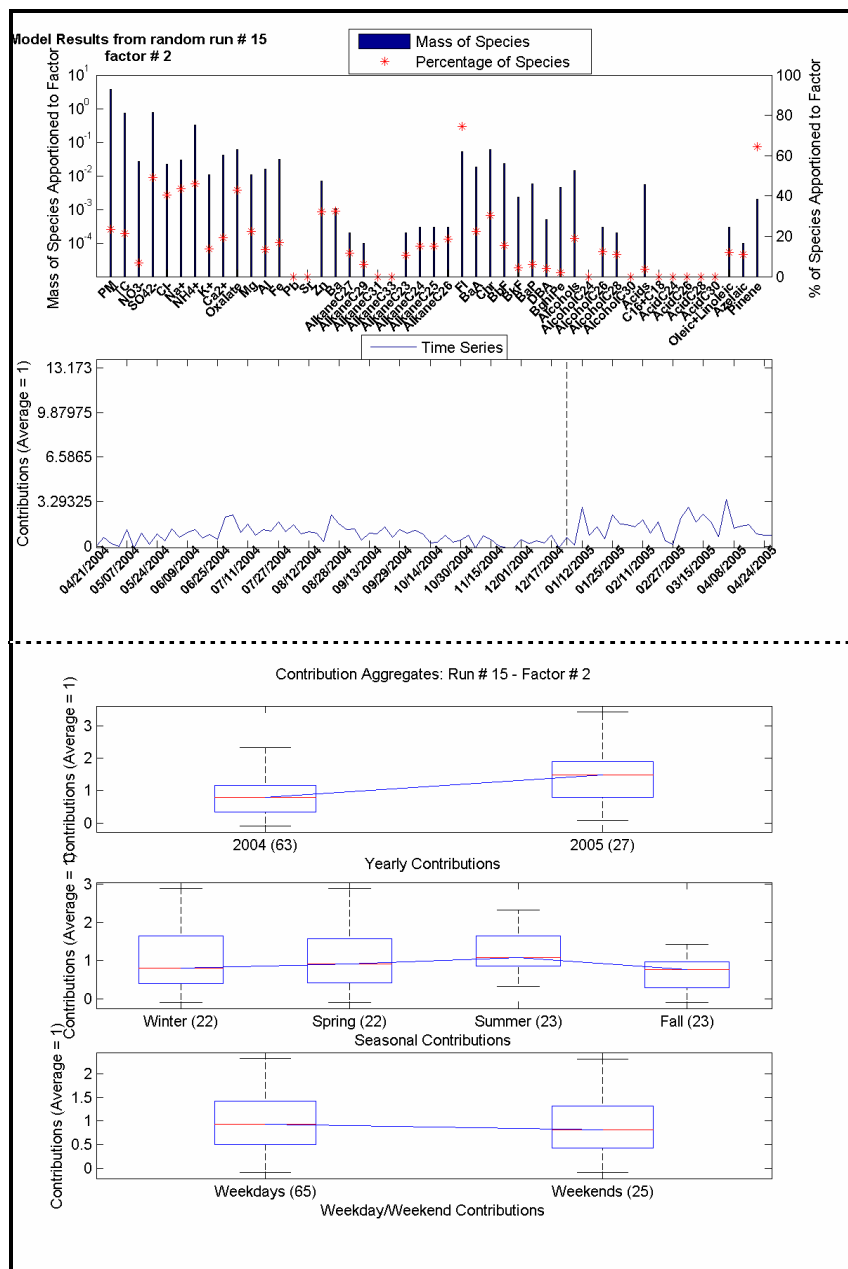 Model Results from random run # 15
factor # 2
Mass of Species
Percentage of Species
Mass of Species Apportioned to Factor
10^1
10^0
10^-1
10^-2
10^-3
10^-4
% of Species Apportioned to Factor
100
80
60
40
20
0
PM
TC
NO3-
SO42-
Cl-
Na+
NH4+
K+
Ca2+
Oxalate
Mg
AL
Fe
Pb
Sr
Zn
Ba
AlkaneC27
AlkaneC29
AlkaneC31
AlkaneC33
AlkaneC23
AlkaneC24
AlkaneC25
AlkaneC26
Fl
BaA
Chr
BbF
BkF
BaP
DBA
BghiPe
Alcohols
AlcoholC24
AlcoholC26
AlcoholC28
AlcoholC30
Acids
C16+C18
AcidC24
AcidC26
AcidC28
AcidC30
Oleic+Linoleic
Azelaic
Pinene
Time Series
Contributions (Average = 1)
13.173
9.87975
6.5865
3.29325
0
04/21/2004
05/07/2004
05/24/2004
06/09/2004
06/25/2004
07/11/2004
07/27/2004
08/12/2004
08/28/2004
09/13/2004
09/29/2004
10/14/2004
10/30/2004
11/15/2004
12/01/2004
12/17/2004
01/12/2005
01/25/2005
02/11/2005
02/27/2005
03/15/2005
04/08/2005
04/24/2005
Contribution Aggregates: Run # 15 - Factor # 2
Contributions (Average = 1)
3
2
1
0
2004 (63)
2005 (27)
Yearly Contributions
Contributions (Average = 1)
3
2
1
0
Winter (22)
Spring (22)
Summer (23)
Fall (23)
Seasonal Contributions
Contributions (Average = 1)
2
1.5
1
0.5
0
Weekdays (65)
Weekends (25)
Weekday/Weekend Contributions